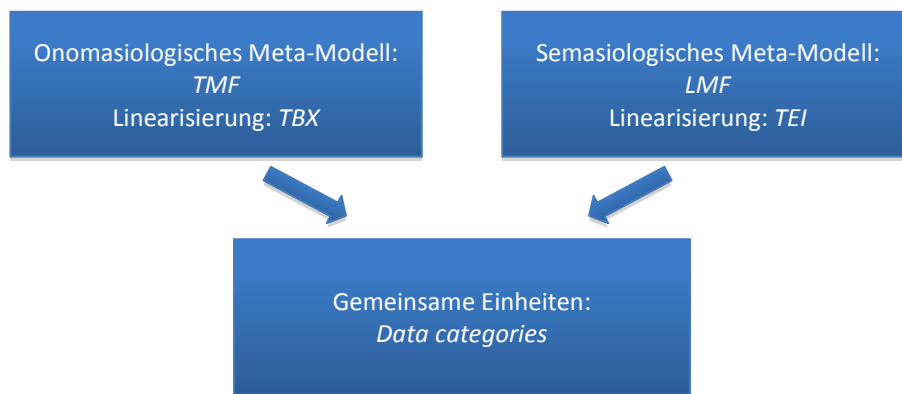 Onomasiologisches Meta-Modell:
TMF
Linearisierung: TBX
Semasiologisches Meta-Modell:
LMF
Linearisierung: TEI
Gemeinsame Einheiten:
Data categories